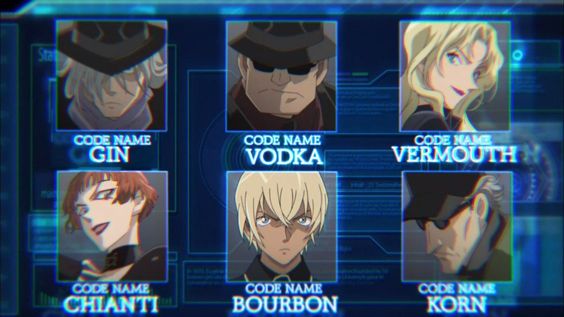 CODE NAME
GIN
CODE NAME
VODKA
CODE NAME
VERMOUTH
CODE NAME
CHIANTI
CODE NAME
BOURBON
CODE NAME
KORN